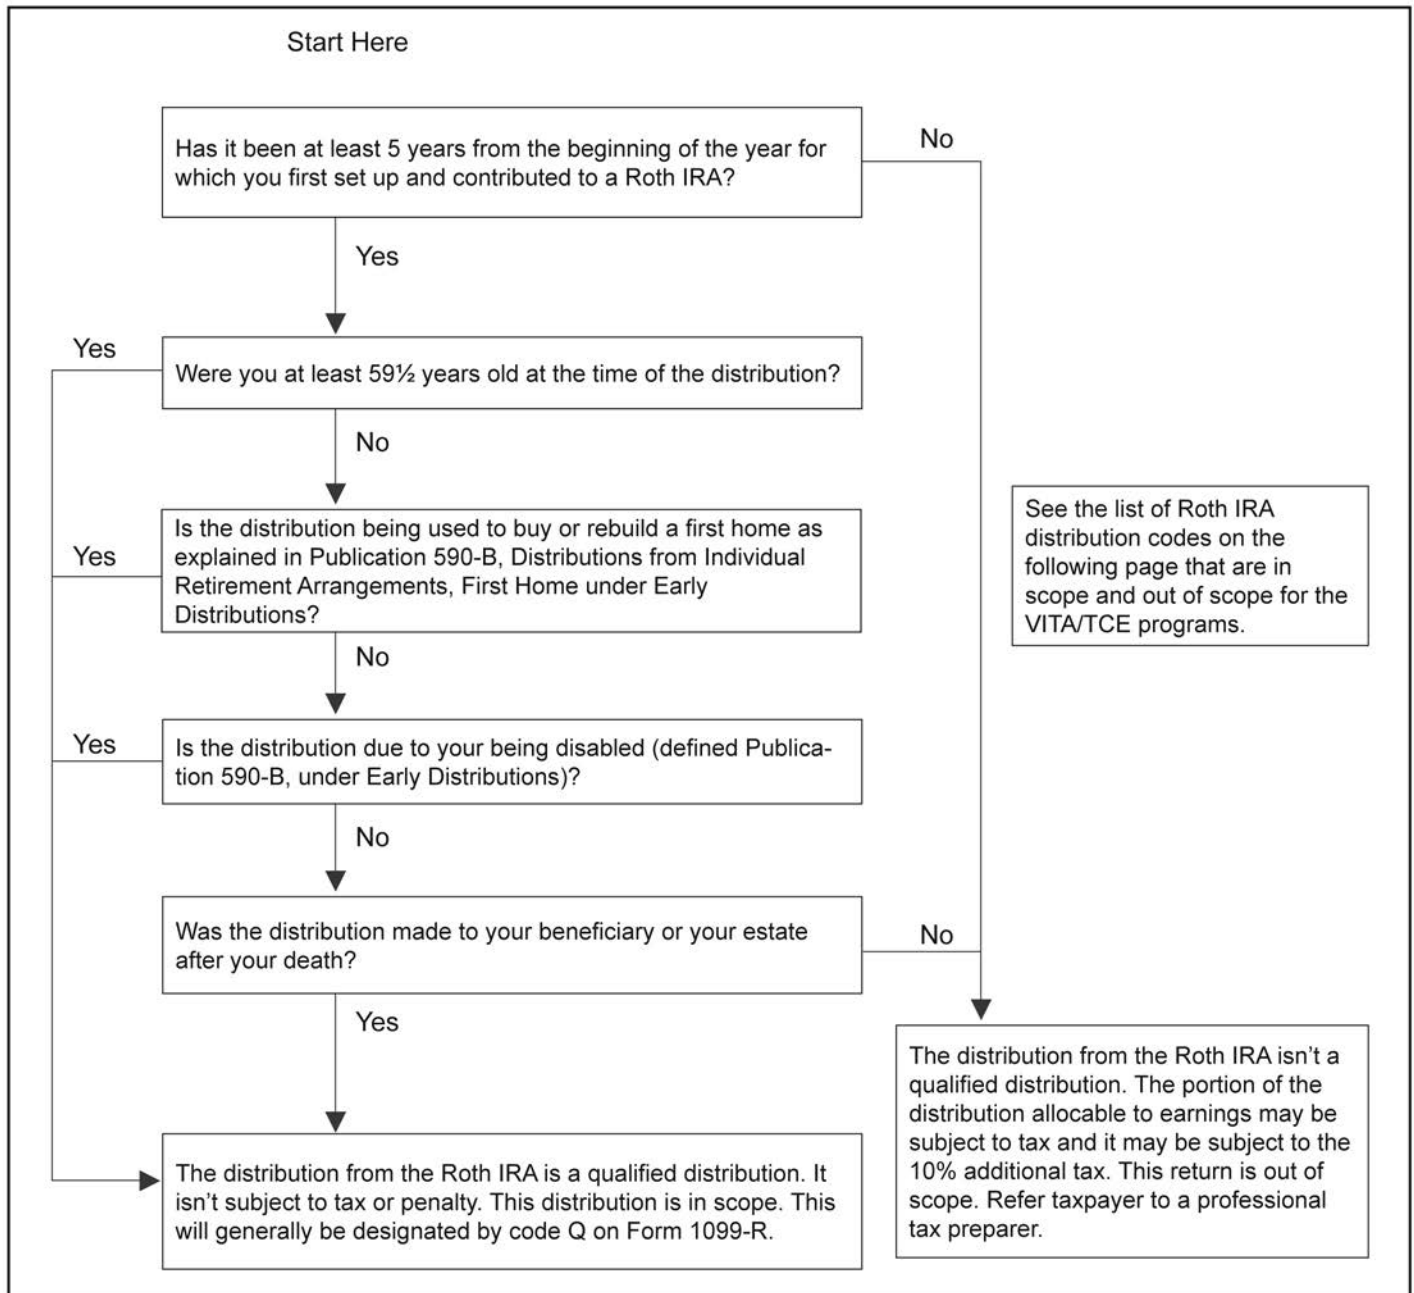 Start Here
Has it been at least 5 years from the beginning of the year for
which you first set up and contributed to a Roth IRA?
No
Yes
Yes
Were you at least 59½ years old at the time of the distribution?
No
Yes
Is the distribution being used to buy or rebuild a first home as
explained in Publication 590-B, Distributions from Individual
Retirement Arrangements, First Home under Early
Distributions?
See the list of Roth IRA
distribution codes on the
following page that are in
scope and out of scope for the
VITA/TCE programs.
No
Yes
Is the distribution due to your being disabled (defined Publica-
tion 590-B, under Early Distributions)?
No
Was the distribution made to your beneficiary or your estate
after your death?
No
Yes
The distribution from the Roth IRA is a qualified distribution. It
isn’t subject to tax or penalty. This distribution is in scope. This
will generally be designated by code Q on Form 1099-R.
The distribution from the Roth IRA isn’t a
qualified distribution. The portion of the
distribution allocable to earnings may be
subject to tax and it may be subject to the
10% additional tax. This return is out of
scope. Refer taxpayer to a professional
tax preparer.